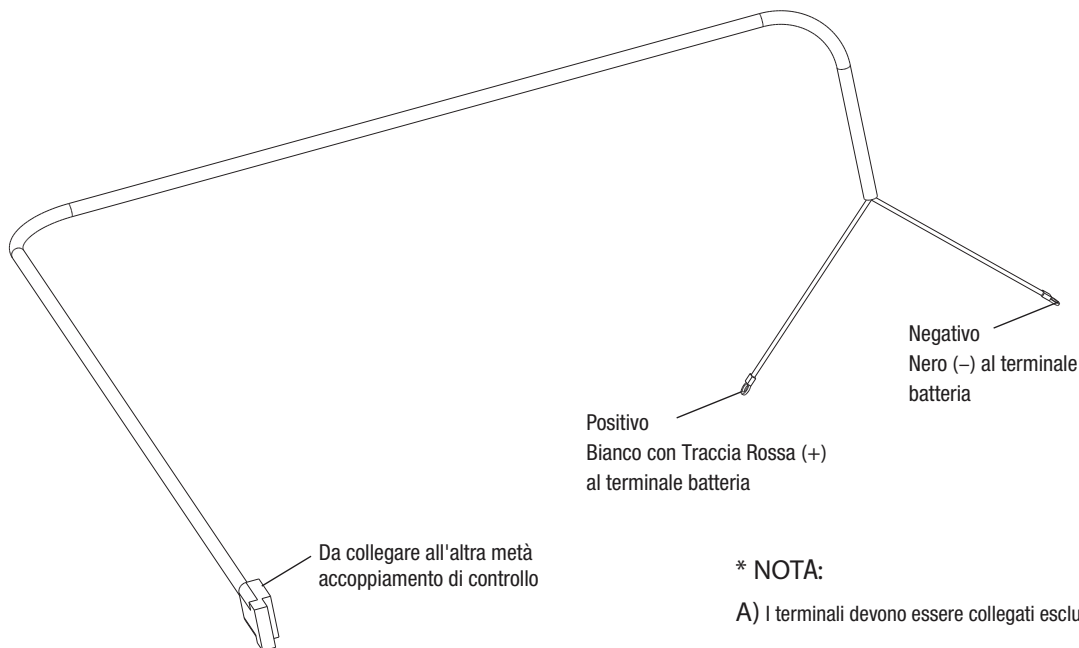 Negativo
Nero (–) al terminale
batteria
Positivo
Bianco con Traccia Rossa (+)
al terminale batteria
Da collegare all'altra metà
accoppiamento di controllo
* NOTA:
A) I terminali devono essere collegati